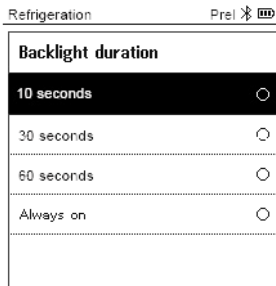 Refrigeration Prel
Backlight duration
10 seconds
30 seconds
60 seconds
Always on